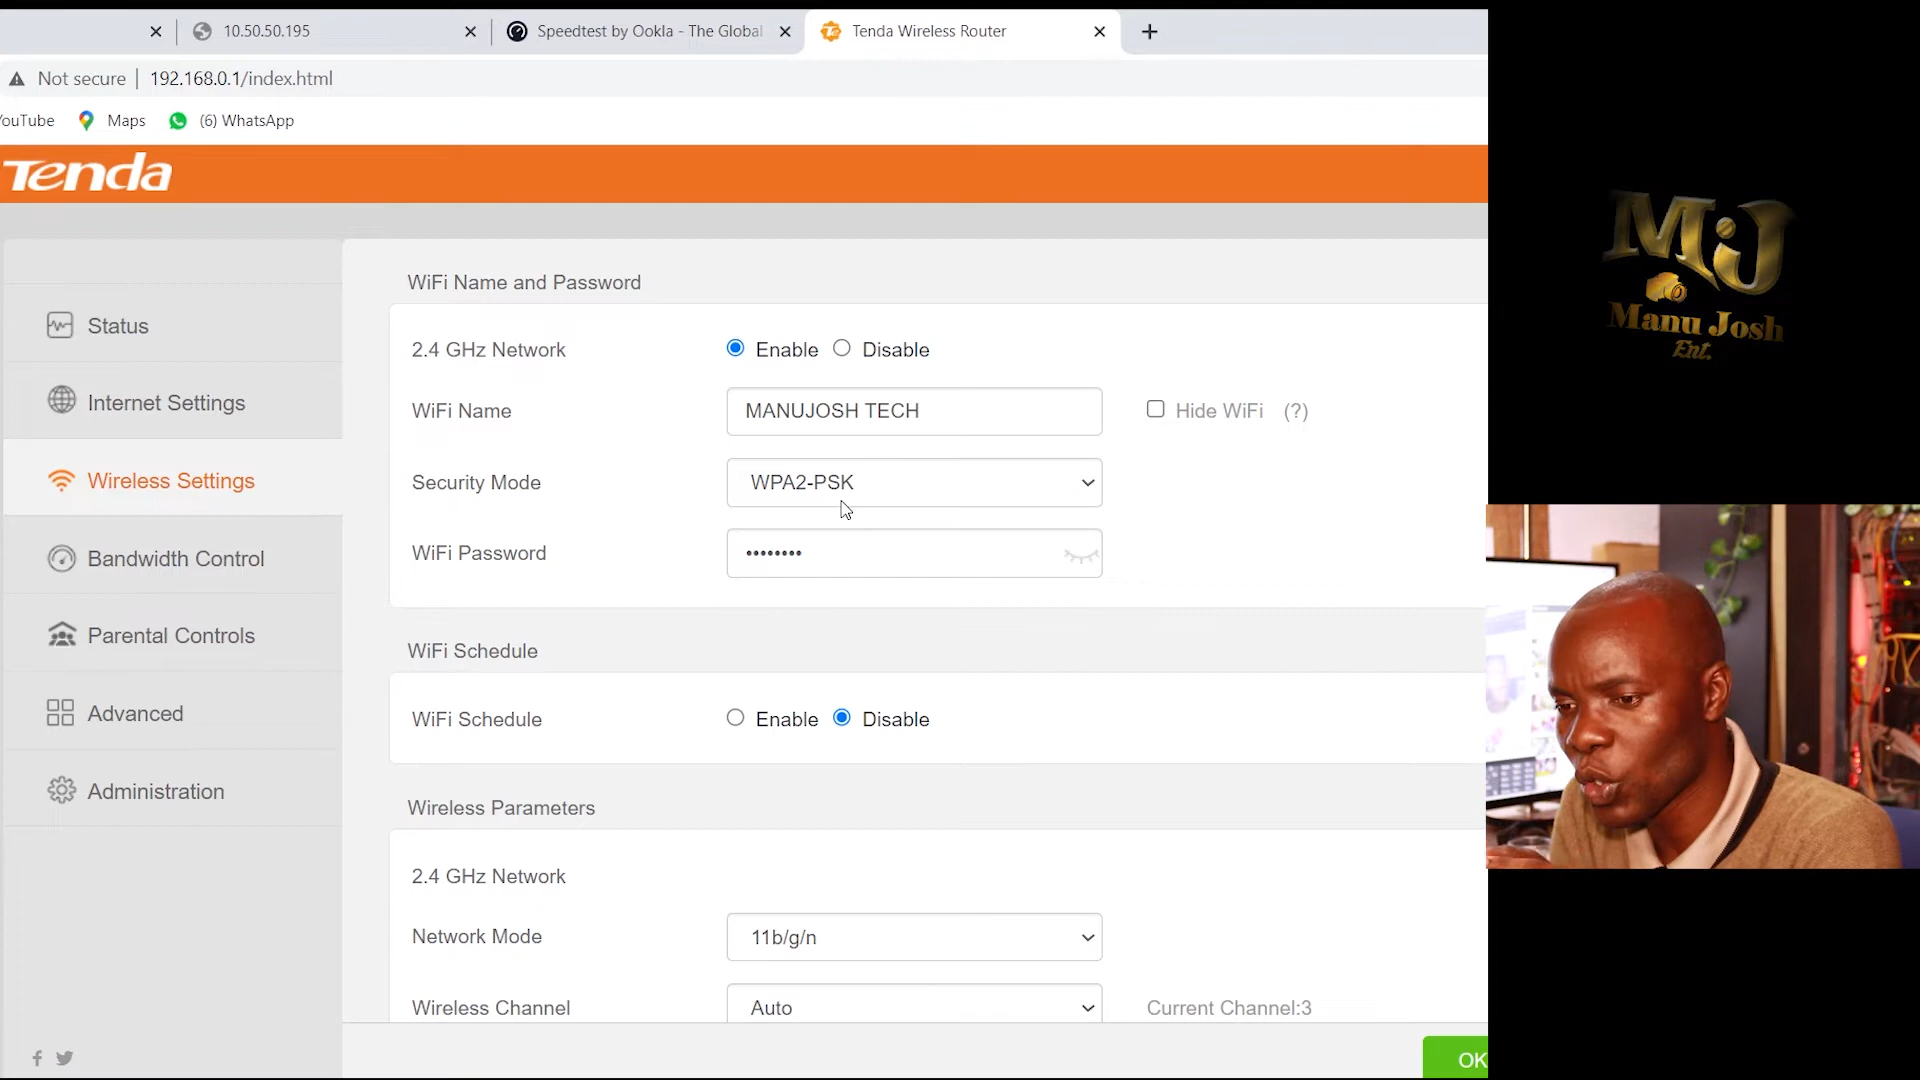 10.50.50.195
Speedtest by Ookla - The Global
Tenda Wireless Router
Not secure
192.168.0.1/index.html
YouTube
Maps
(6) WhatsApp
Tenda
Status
Internet Settings
Wireless Settings
Bandwidth Control
Parental Controls
Advanced
Administration
WiFi Name and Password
2.4 GHz Network
Enable
Disable
WiFi Name
MANUJOSH TECH
Hide WiFi (?)
Security Mode
WPA2-PSK
WiFi Password
••••••••
WiFi Schedule
WiFi Schedule
Enable
Disable
Wireless Parameters
2.4 GHz Network
Network Mode
11b/g/n
Wireless Channel
Auto
Current Channel:3
OK
MJ
Manu Josh
Ent.